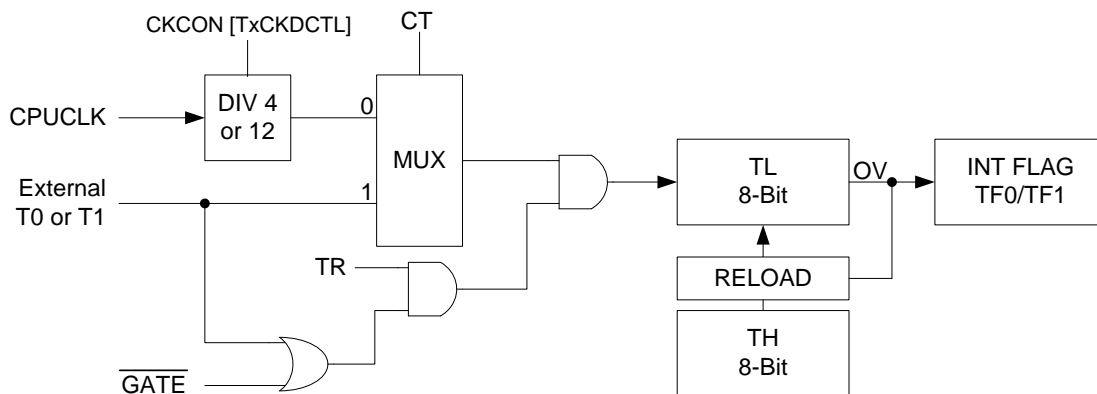 CKCON [TxCKDCTL]
CT
CPUCLK
DIV 4
or 12
0
MUX
External
T0 or T1
1
TL
8-Bit
OV
INT FLAG
TF0/TF1
TR
RELOAD
TH
8-Bit
GATE